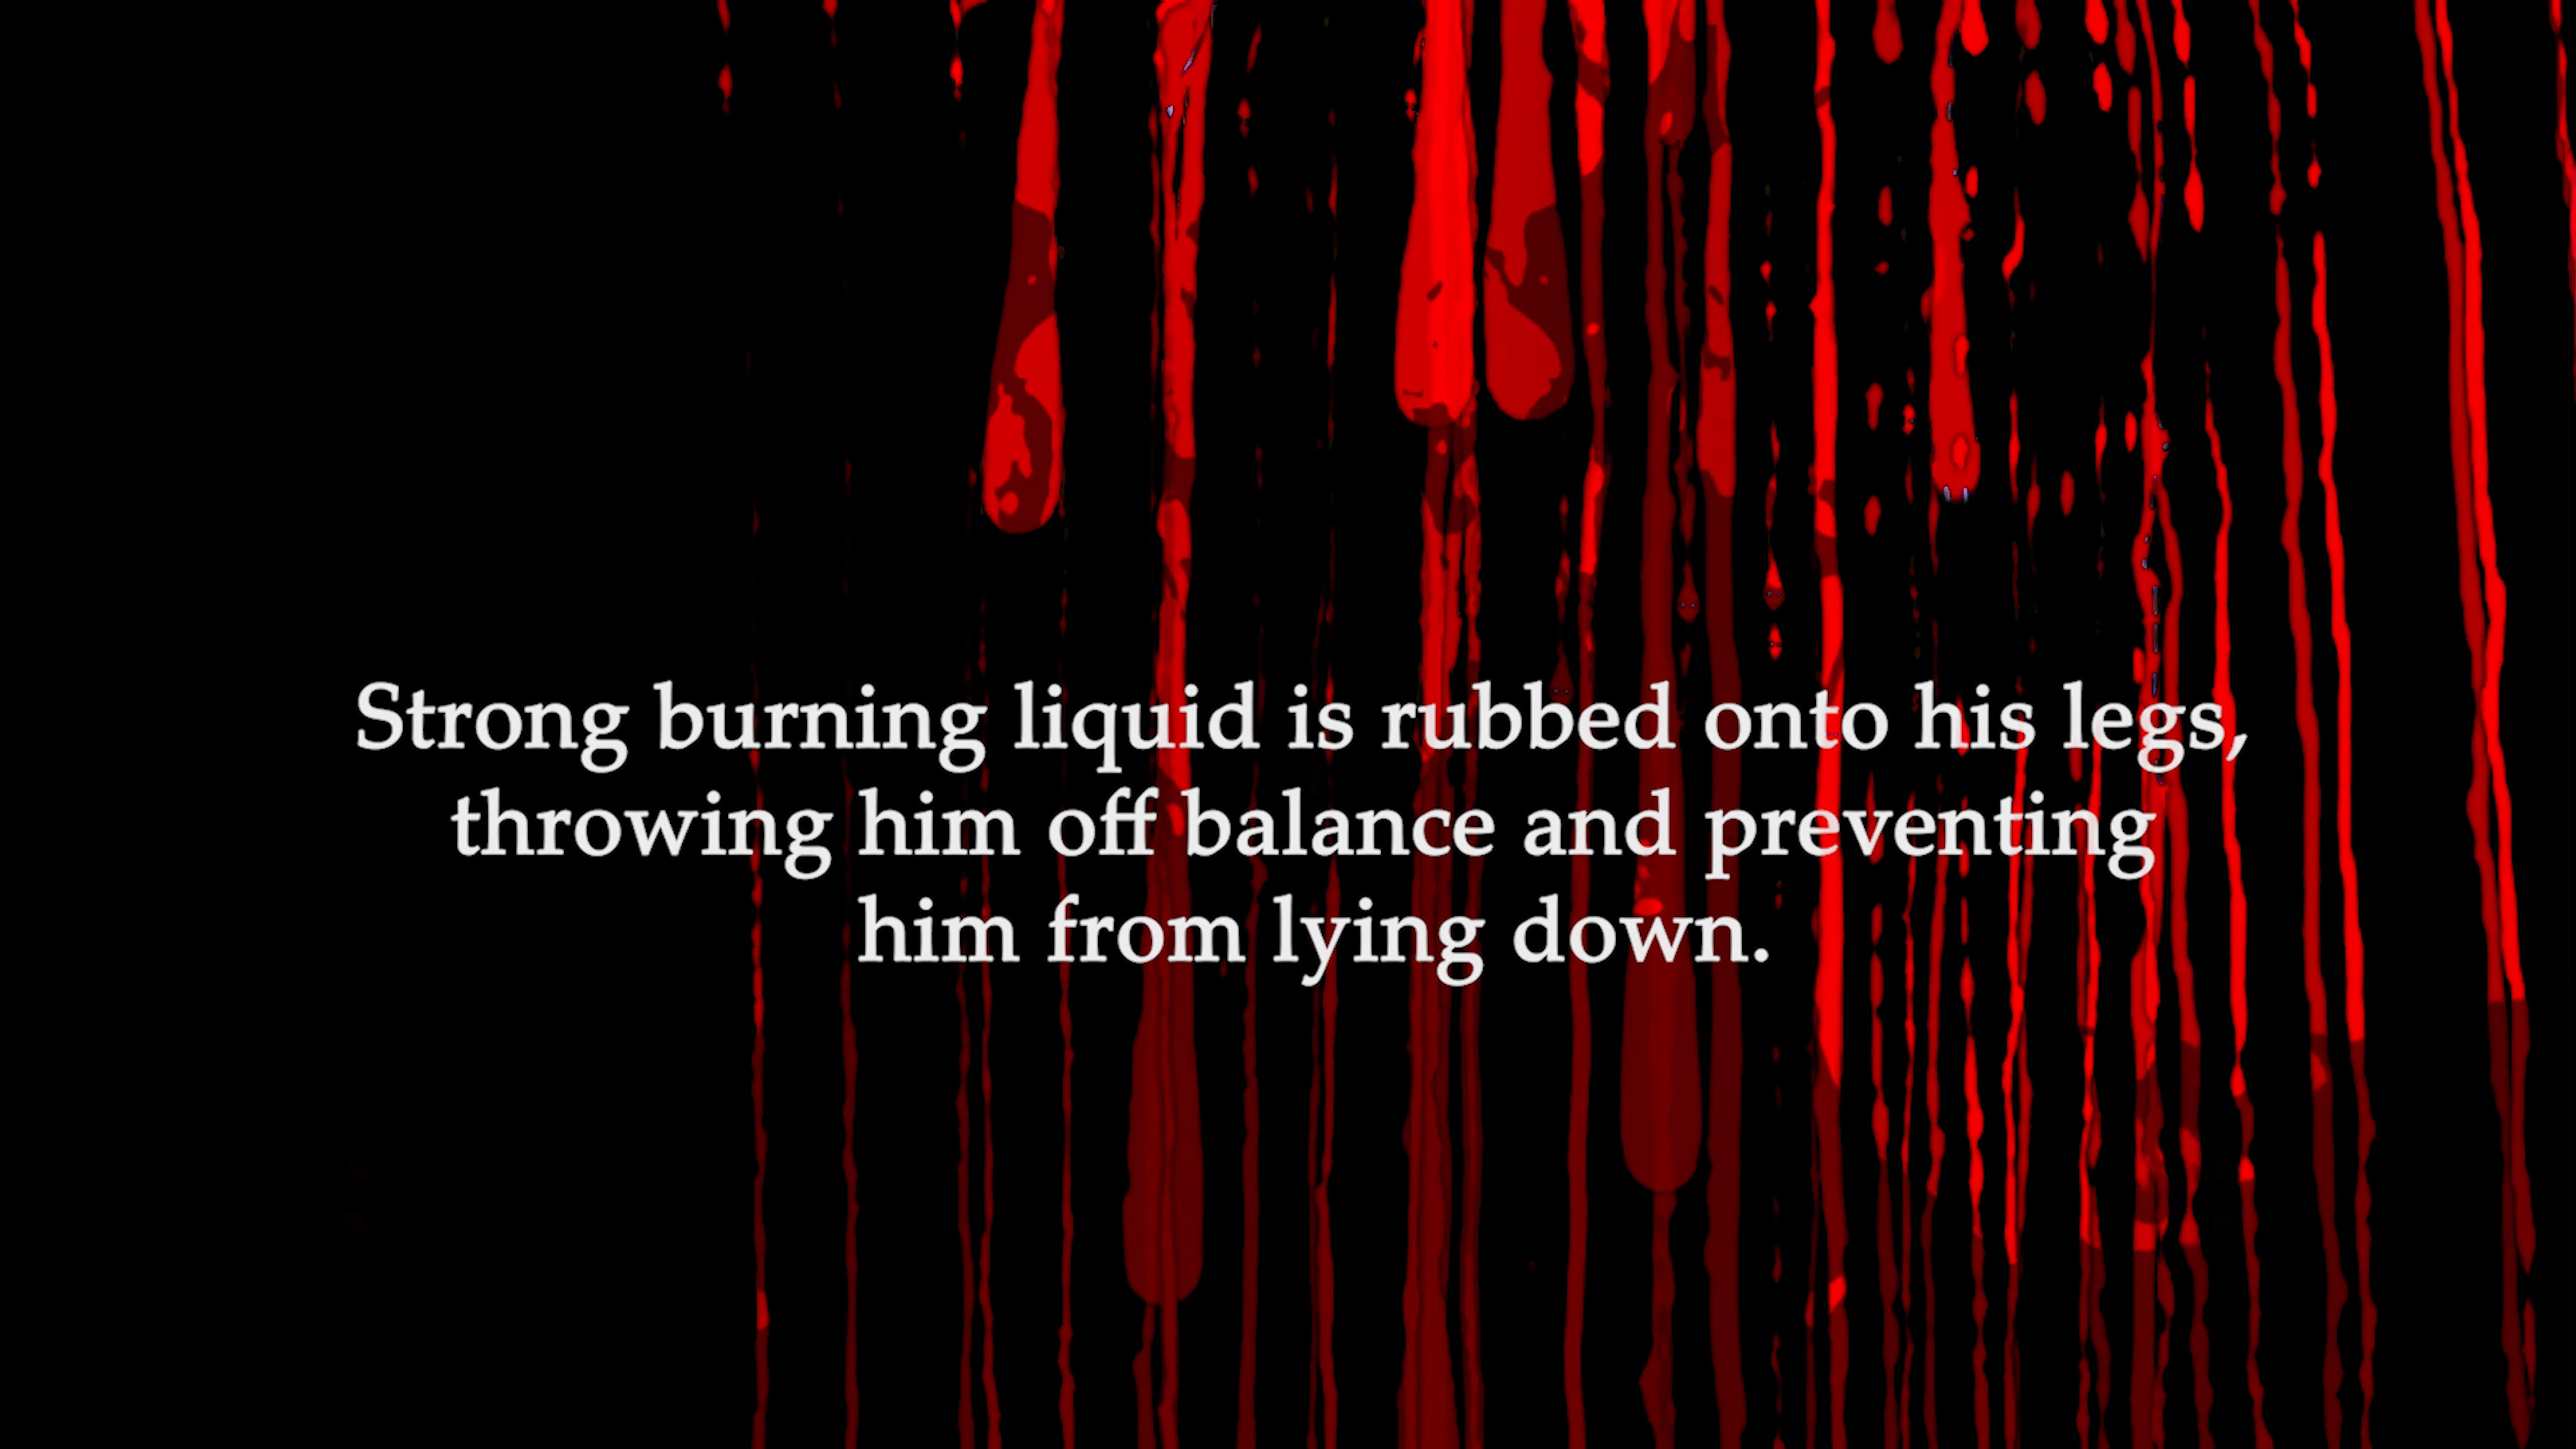 Strong burning liquid is rubbed onto his legs,
throwing him off balance and preventing
him from lying down.